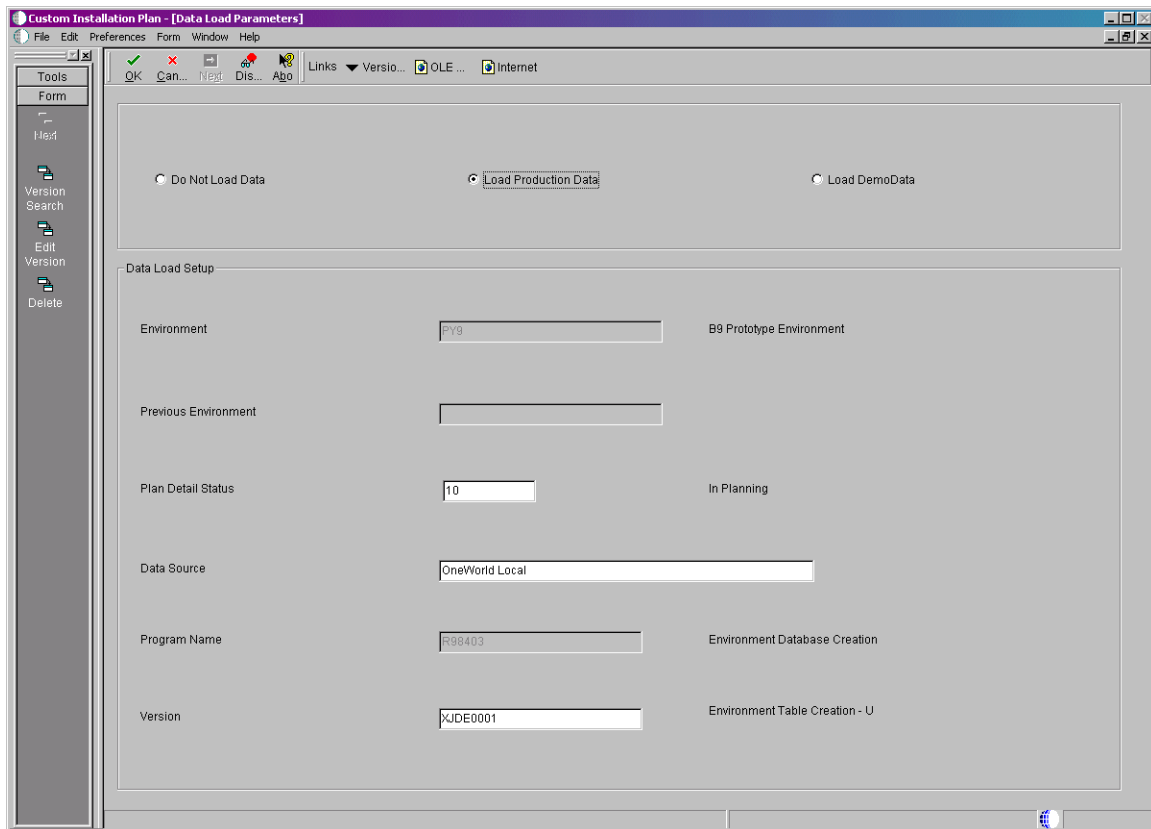 Custom Installation Plan - [Data Load Parameters]
File Edit Preferences Form Window Help
OK Can... Next Dis... Abo Links Versio... OLE ... Internet
Tools
Form
Next
Version
Search
Edit
Version
Delete
Do Not Load Data Load Production Data Load DemoData
Data Load Setup
Environment PY9 B9 Prototype Environment
Previous Environment
Plan Detail Status 10 In Planning
Data Source OneWorld Local
Program Name R98403 Environment Database Creation
Version XJDE0001 Environment Table Creation - U